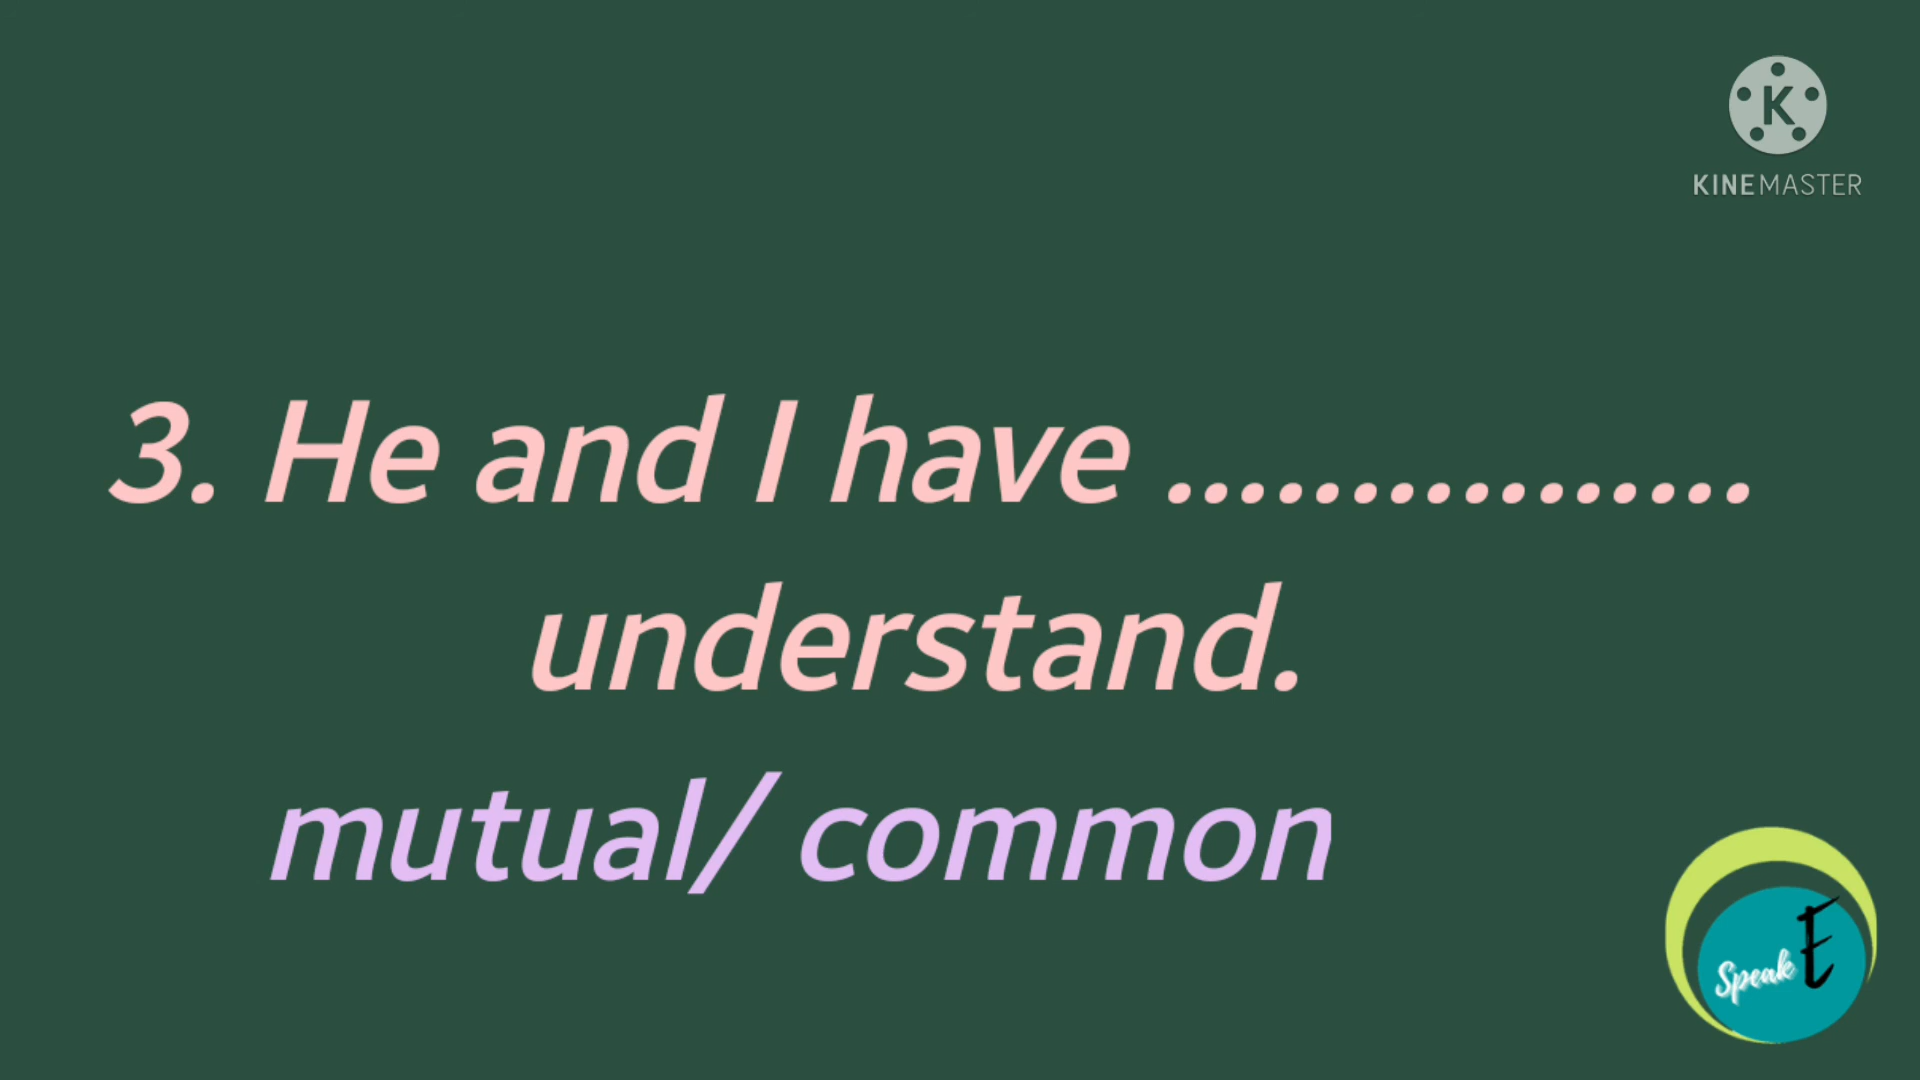 KINEMASTER
3. He and I have ................
understand.
mutual/ common
Speak E